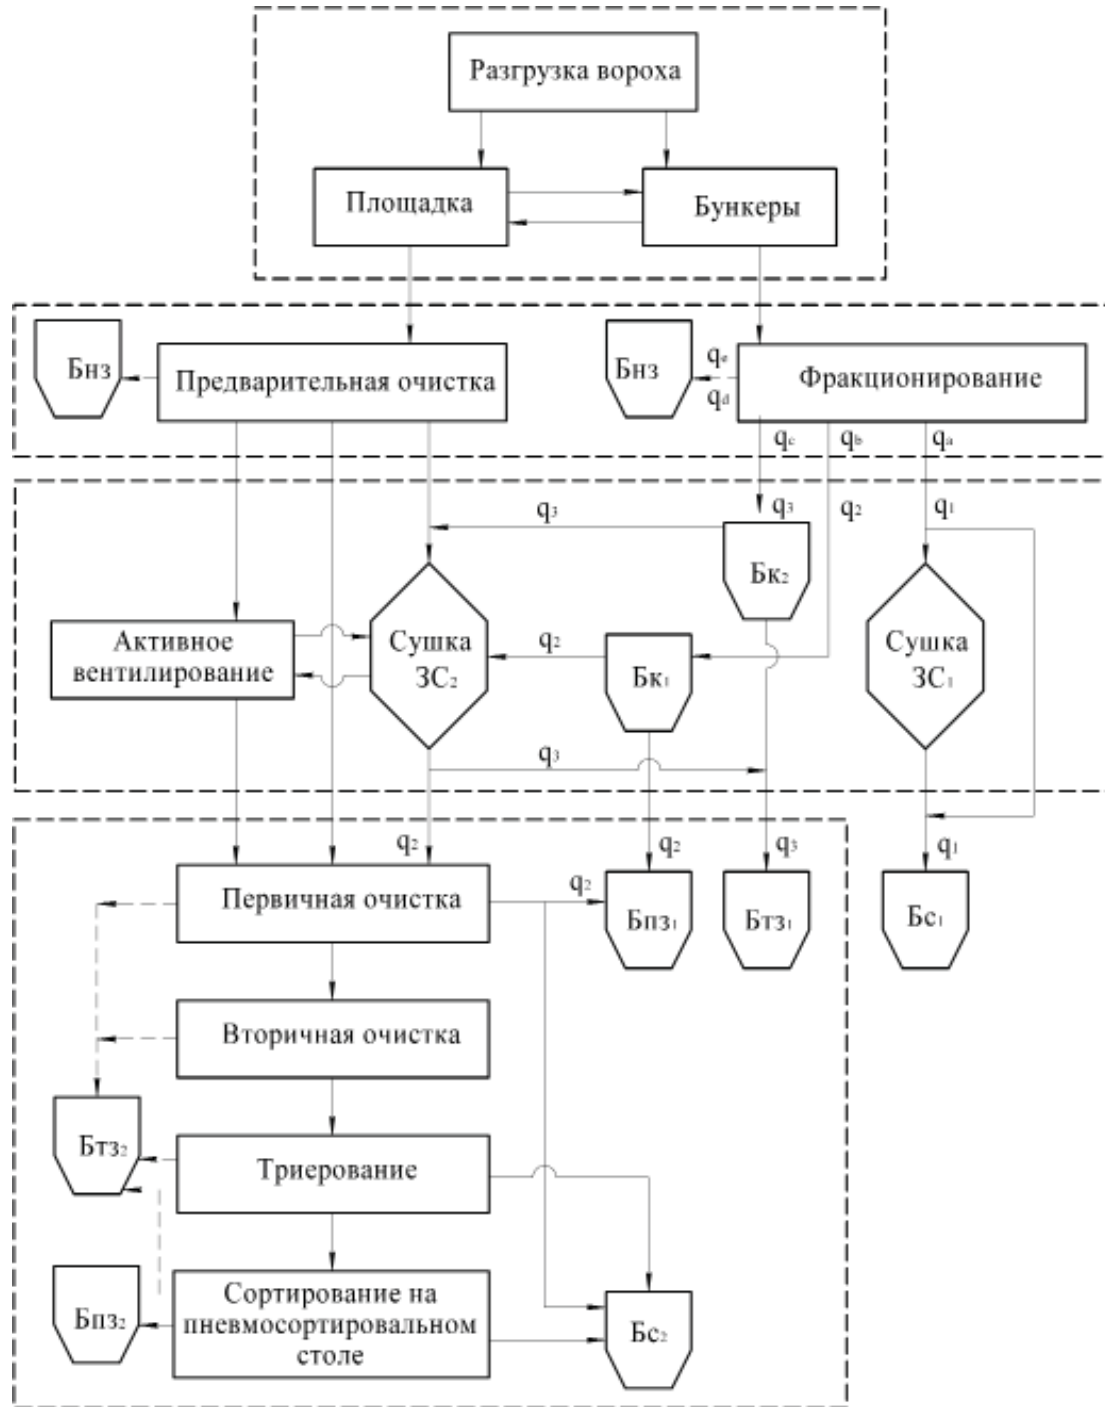 Разгрузка вороха
Площадка
Бункеры
Бнз
Предварительная очистка
Бнз
qe
qd
Фракционирование
qc
qb
qa
q3
q3
q2
q1
Бк2
Активное
вентилирование
Сушка
ЗС2
q2
Бк1
Сушка
ЗС1
q3
q2
q2
q3
q1
Первичная очистка
q2
Бпз1
Бтз1
Бс1
Вторичная очистка
Бтз2
Триерование
Бпз2
Сортирование на
пневмосортировальном
столе
Бс2